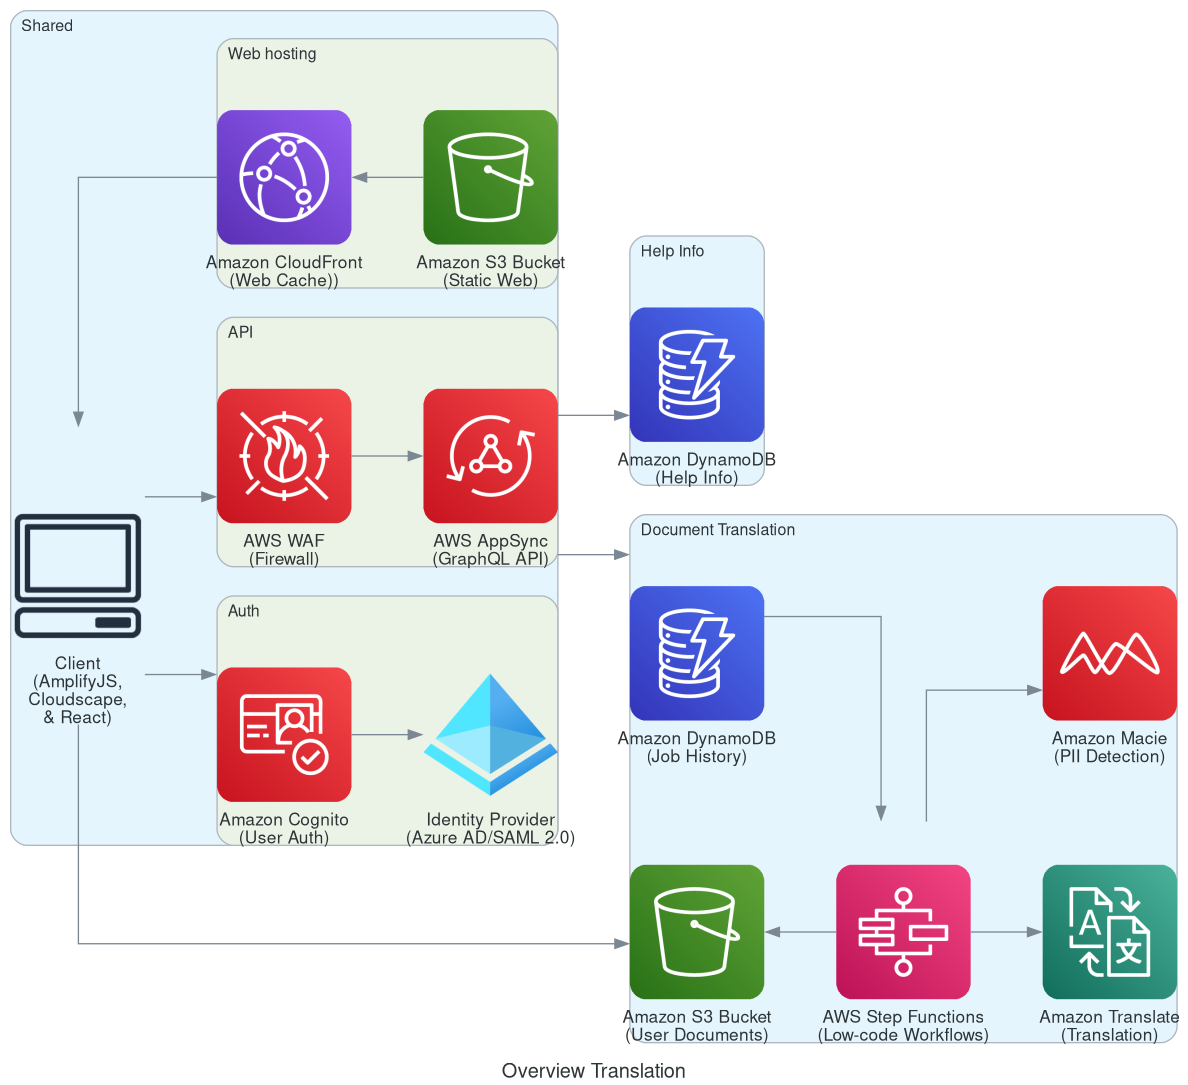 Shared
Web hosting
Amazon CloudFront
(Web Cache))
Amazon S3 Bucket
(Static Web)
API
AWS WAF
(Firewall)
AWS AppSync
(GraphQL API)
Help Info
Amazon DynamoDB
(Help Info)
Client
(AmplifyJS,
Cloudscape,
& React)
Auth
Amazon Cognito
(User Auth)
Identity Provider
(Azure AD/SAML 2.0)
Document Translation
Amazon DynamoDB
(Job History)
Amazon Macie
(PII Detection)
Amazon S3 Bucket
(User Documents)
AWS Step Functions
(Low-code Workflows)
A
文
Amazon Translate
(Translation)
Overview Translation